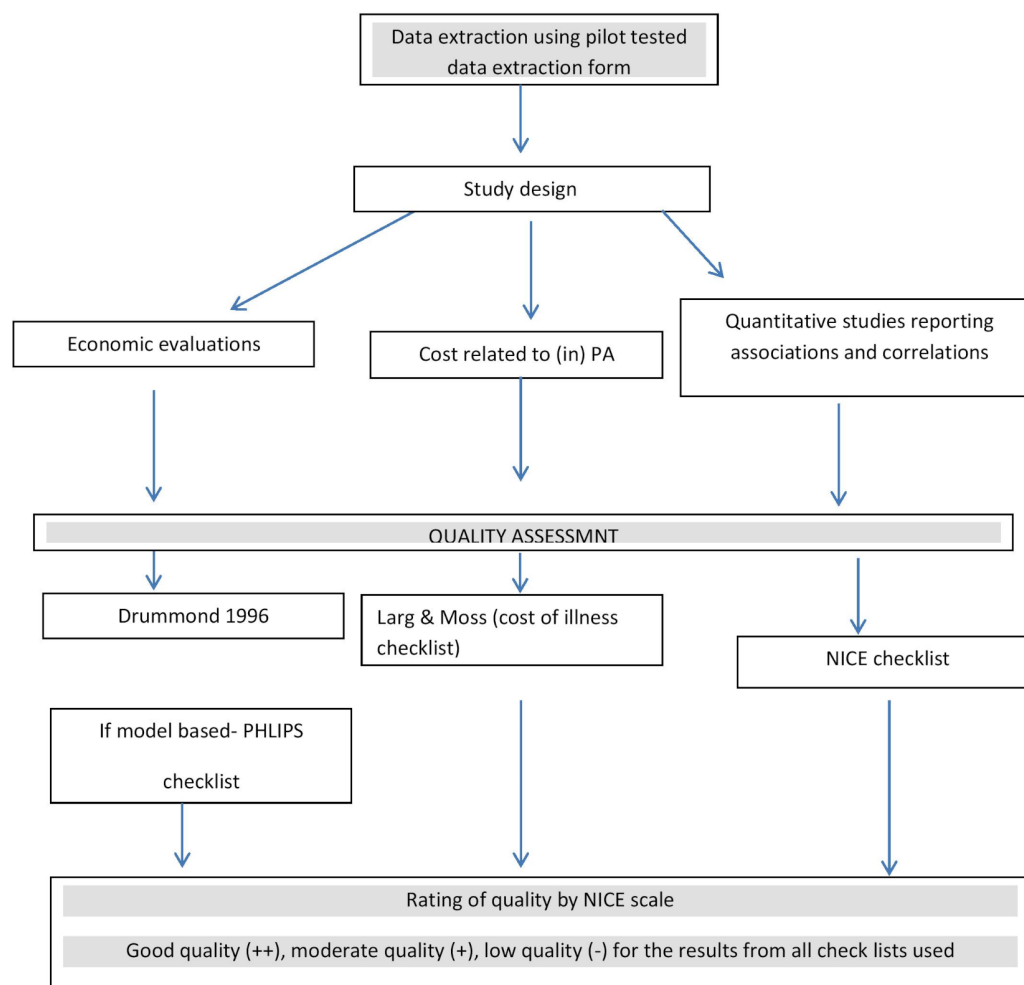 Data extraction using pilot tested
data extraction form
Study design
Economic evaluations
Cost related to (in) PA
Quantitative studies reporting
associations and correlations
QUALITY ASSESSMNT
Drummond 1996
Larg & Moss (cost of illness
checklist)
NICE checklist
If model based- PHLIPS
checklist
Rating of quality by NICE scale
Good quality (++), moderate quality (+), low quality (-) for the results from all check lists used